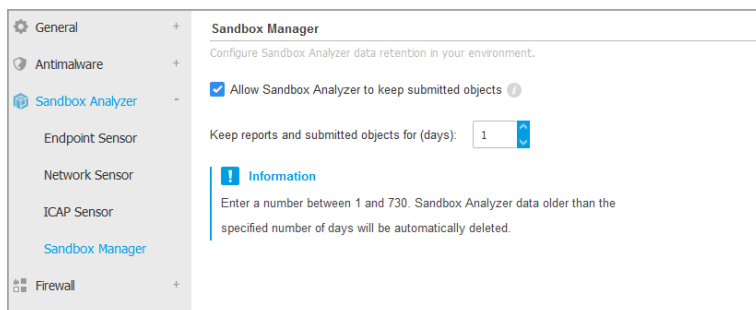 General +
Antimalware +
Sandbox Analyzer -
Endpoint Sensor
Network Sensor
ICAP Sensor
Sandbox Manager
Firewall +
Sandbox Manager
Configure Sandbox Analyzer data retention in your environment.
Allow Sandbox Analyzer to keep submitted objects i
Keep reports and submitted objects for (days): 1
! Information
Enter a number between 1 and 730. Sandbox Analyzer data older than the
specified number of days will be automatically deleted.